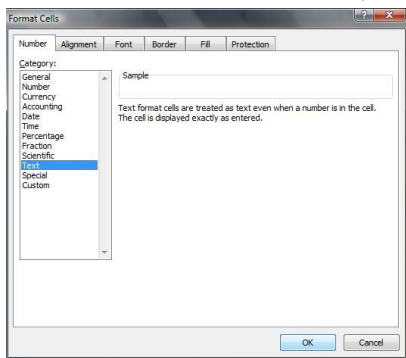 Format Cells
Number Alignment Font Border Fill Protection
Category:
General
Number
Currency
Accounting
Date
Time
Percentage
Fraction
Scientific
Text
Special
Custom
Sample
Text format cells are treated as text even when a number is in the cell.
The cell is displayed exactly as entered.
OK Cancel